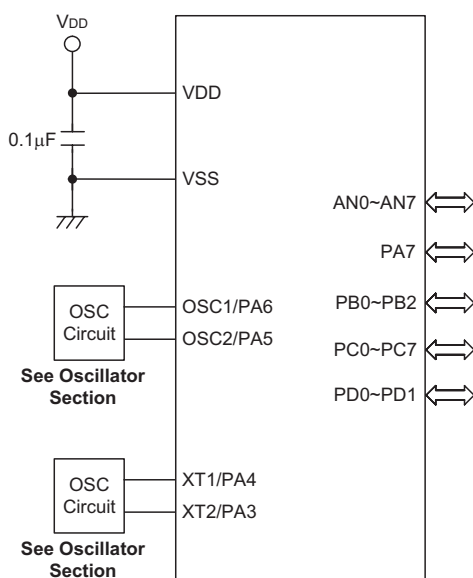 VDD
VDD
0.1μF
VSS
AN0~AN7
PA7
OSC
Circuit
OSC1/PA6
OSC2/PA5
PB0~PB2
PC0~PC7
PD0~PD1
See Oscillator
Section
OSC
Circuit
XT1/PA4
XT2/PA3
See Oscillator
Section